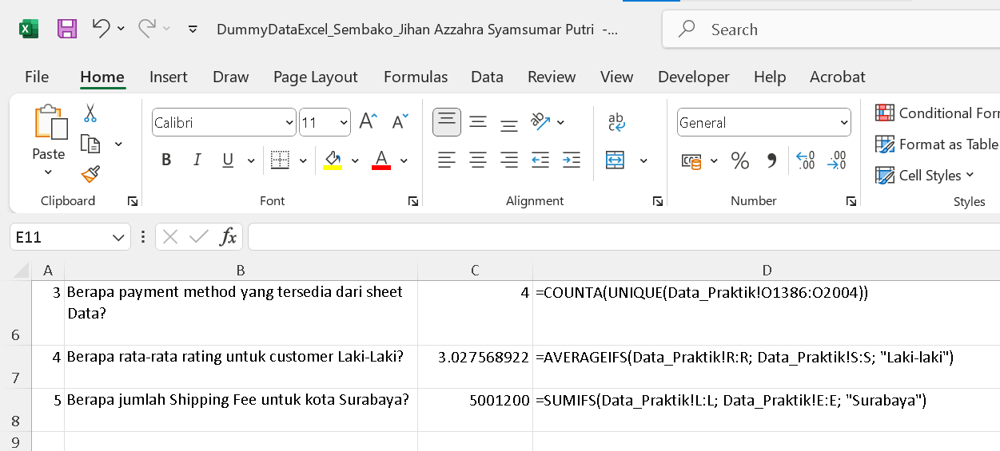 DummyDataExcel_Sembako_Jihan Azzahra Syamsumar Putri -...
Search
File Home Insert Draw Page Layout Formulas Data Review View Developer Help Acrobat
Paste
Calibri 11
General
B I U
ab
Conditional For
Format as Table
Cell Styles
Clipboard Font Alignment Number Styles
E11
fx
A B C D
6 3 Berapa payment method yang tersedia dari sheet Data? 4 =COUNTA(UNIQUE(Data_Praktik!O1386:O2004))
7 4 Berapa rata-rata rating untuk customer Laki-Laki? 3.027568922 =AVERAGEIFS(Data_Praktik!R:R; Data_Praktik!S:S; "Laki-laki")
8 5 Berapa jumlah Shipping Fee untuk kota Surabaya? 5001200 =SUMIFS(Data_Praktik!L:L; Data_Praktik!E:E; "Surabaya")
9